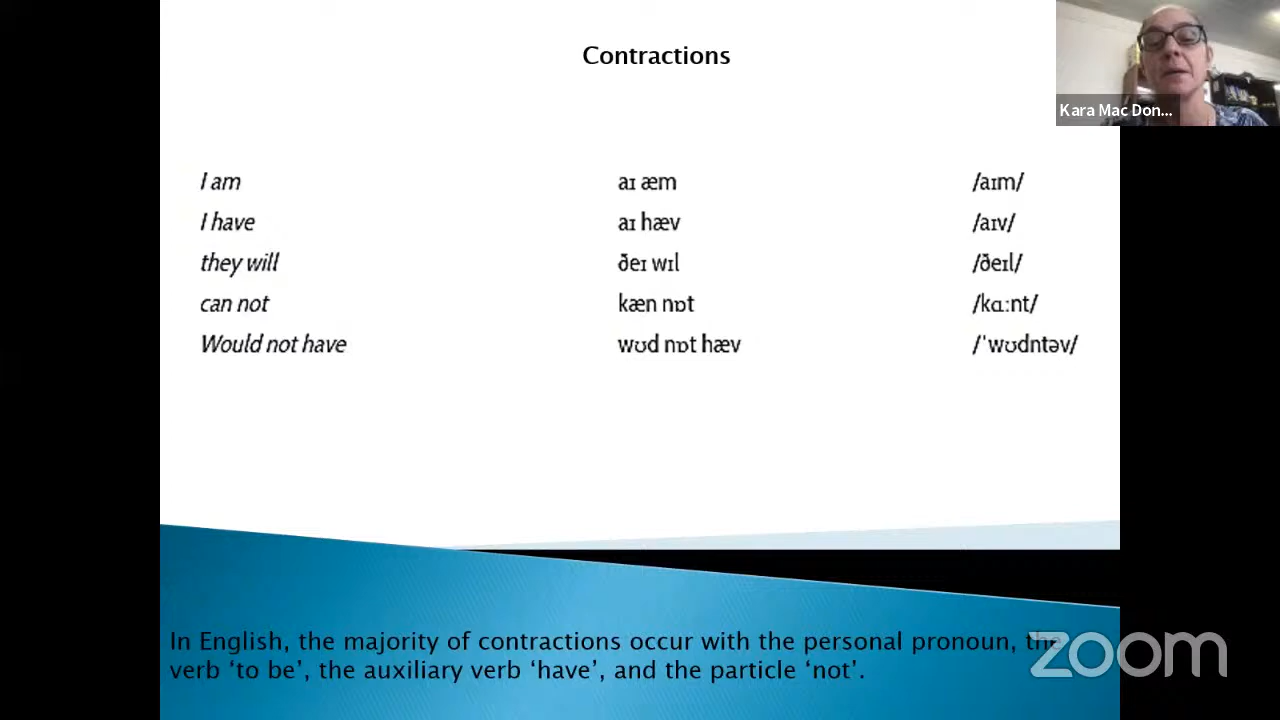 Contractions
Kara Mac Don...
I am aɪ æm /aɪm/
I have aɪ hæv /aɪv/
they will ðeɪ wɪl /ðeɪl/
can not kæn nɒt /kɑːnt/
Would not have wʊd nɒt hæv /ˈwʊdntəv/
In English, the majority of contractions occur with the personal pronoun, the
verb ‘to be’, the auxiliary verb ‘have’, and the particle ‘not’.
zoom